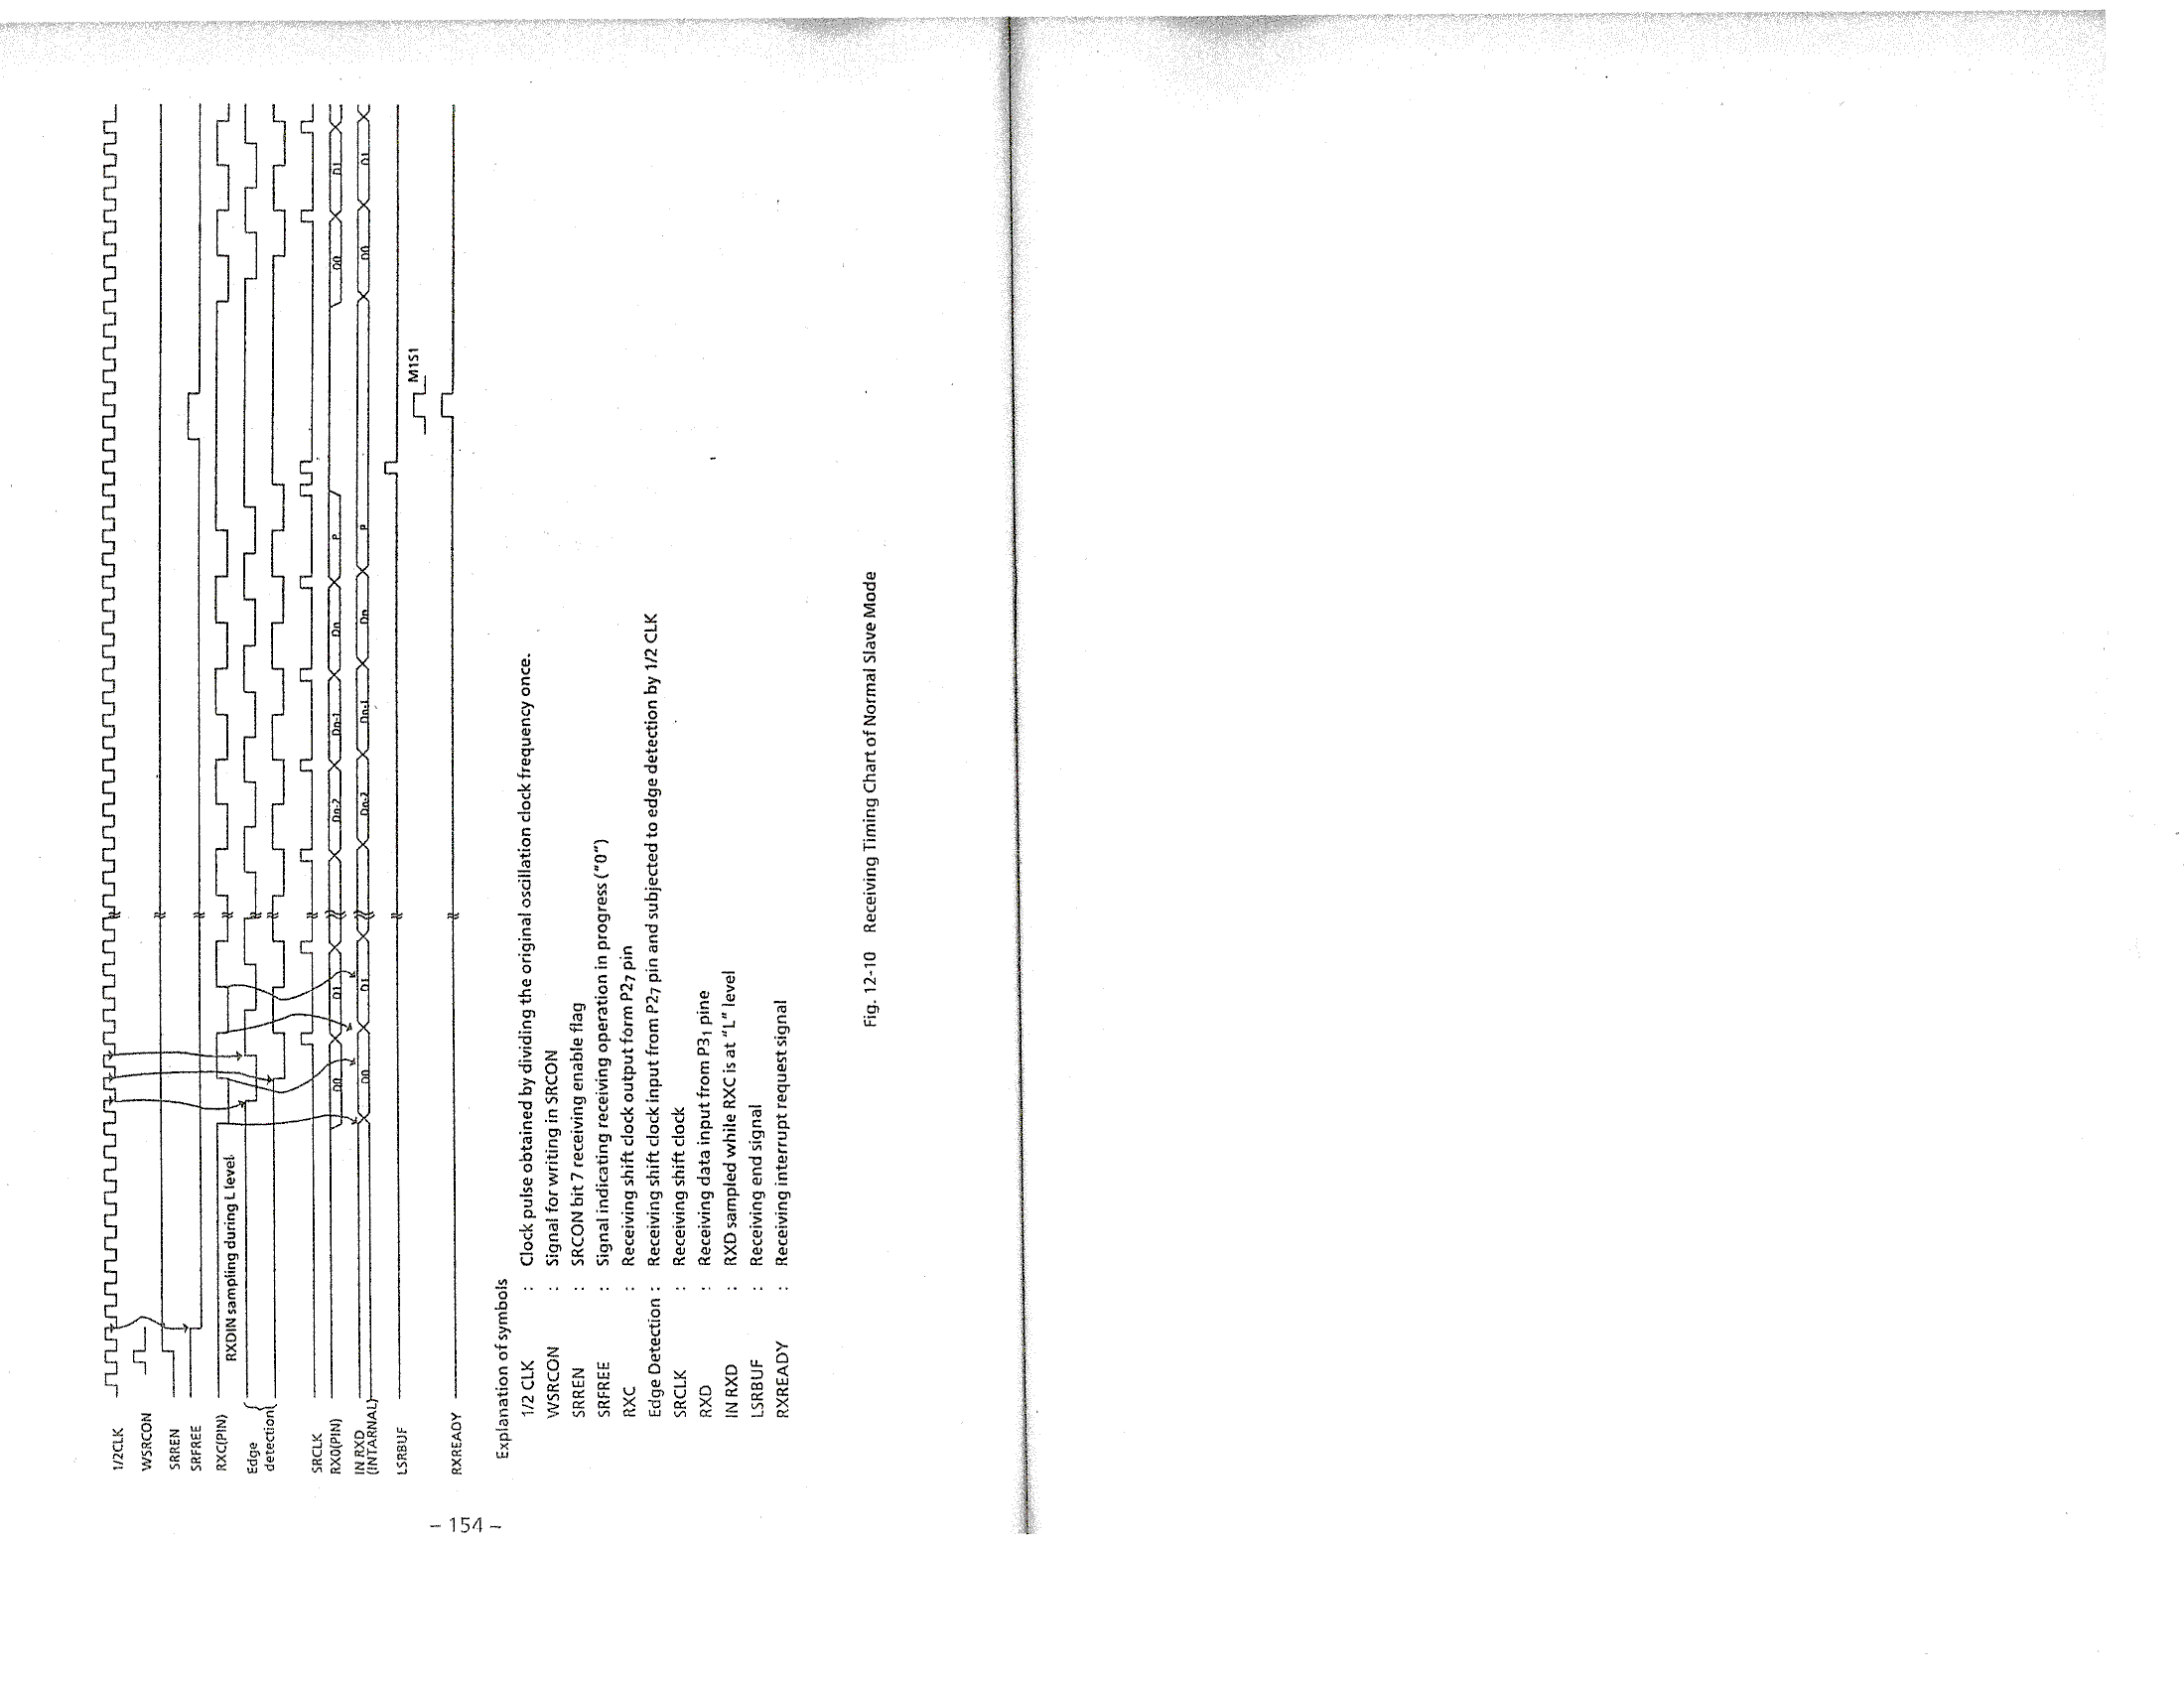 1/2CLK
WSRCON
SRREN
SRFREE
RXC(PIN)
RXDIN sampling during L level
Edge
detection
SRCLK
RX0(PIN)
D0 D1 Dn-2 Dn-1 Dn P D0 D1
IN RXD
(INTARNAL)
D0 D1 Dn-2 Dn-1 Dn P D0 D1
LSRBUF
M1S1
RXREADY
Explanation of symbols
1/2 CLK : Clock pulse obtained by dividing the original oscillation clock frequency once.
WSRCON : Signal for writing in SRCON
SRREN : SRCON bit 7 receiving enable flag
SRFREE : Signal indicating receiving operation in progress ("0")
RXC : Receiving shift clock output form P27 pin
Edge Detection : Receiving shift clock input from P27 pin and subjected to edge detection by 1/2 CLK
SRCLK : Receiving shift clock
RXD : Receiving data input from P31 pine
IN RXD : RXD sampled while RXC is at "L" level
LSRBUF : Receiving end signal
RXREADY : Receiving interrupt request signal
Fig. 12-10 Receiving Timing Chart of Normal Slave Mode
– 154 –